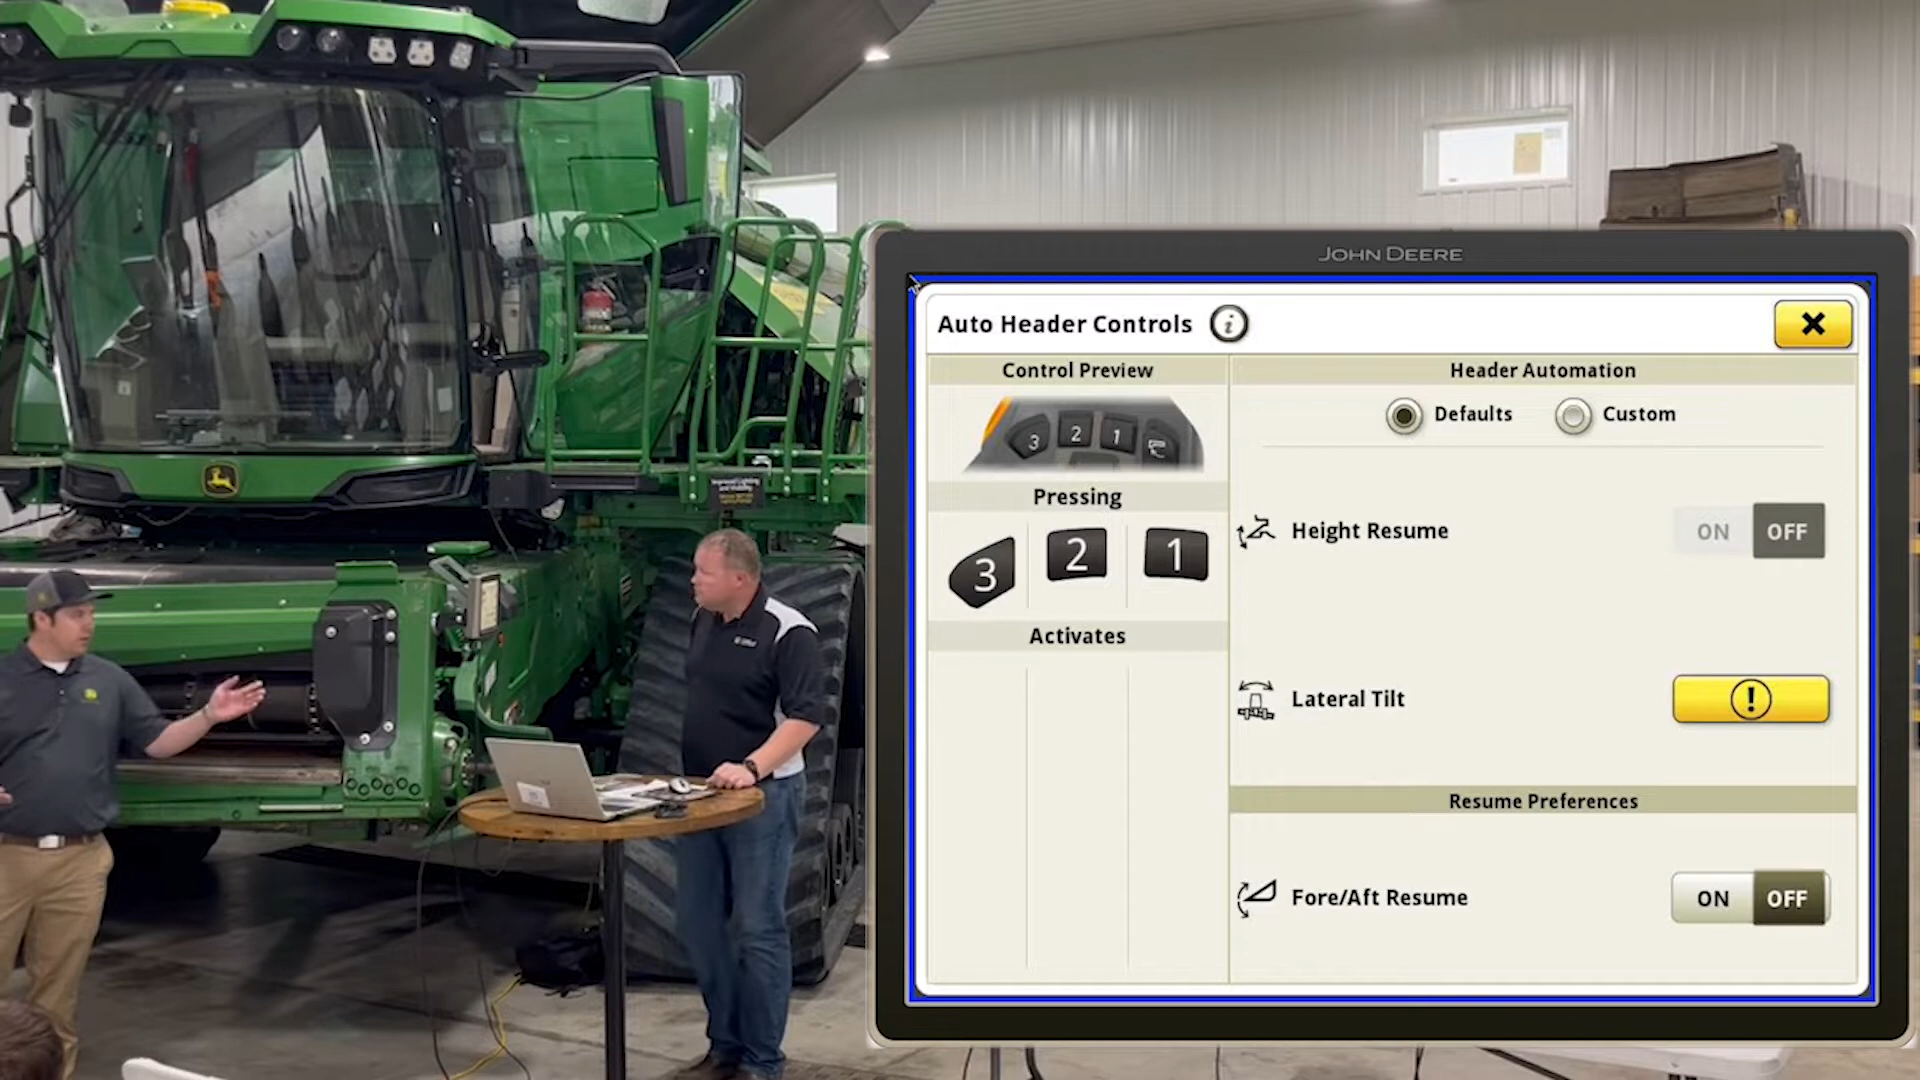 JOHN DEERE
Auto Header Controls
Control Preview
3 2 1
Pressing
3 2 1
Activates
Header Automation
Defaults Custom
Height Resume ON OFF
Lateral Tilt !
Resume Preferences
Fore/Aft Resume ON OFF